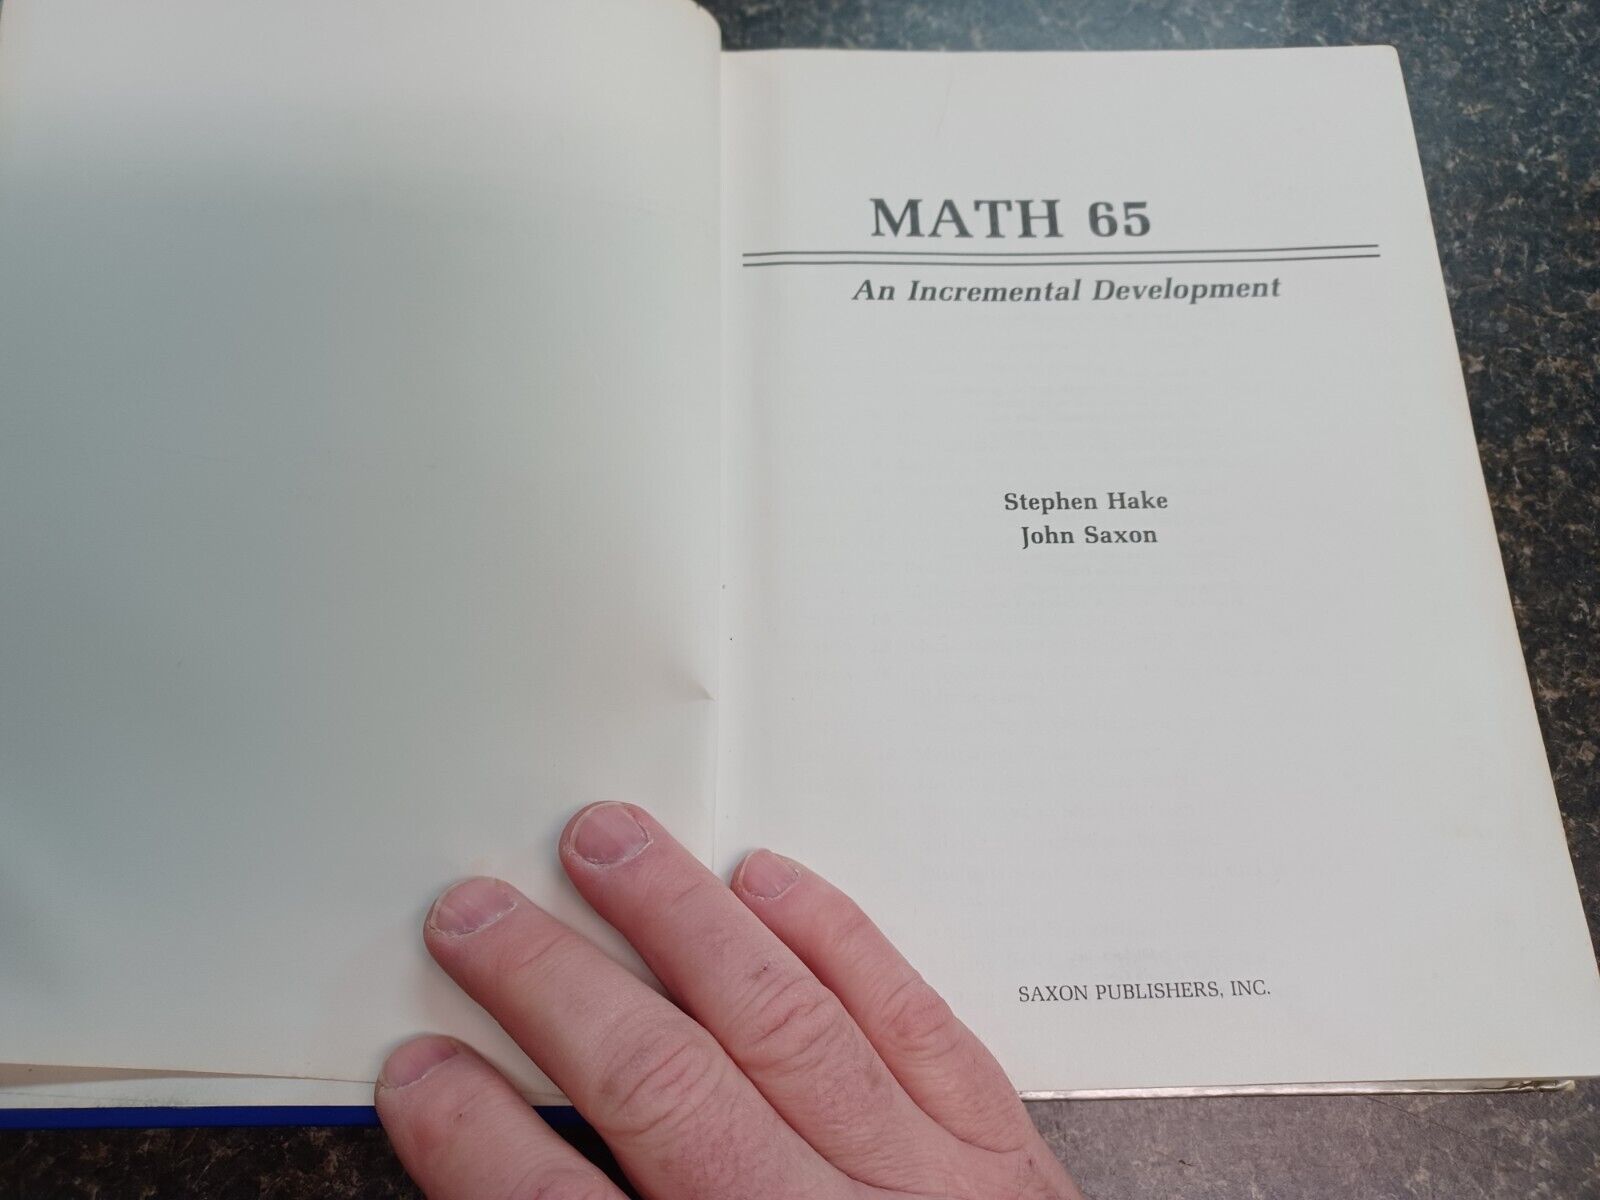 MATH 65
An Incremental Development
Stephen Hake
John Saxon
SAXON PUBLISHERS, INC.